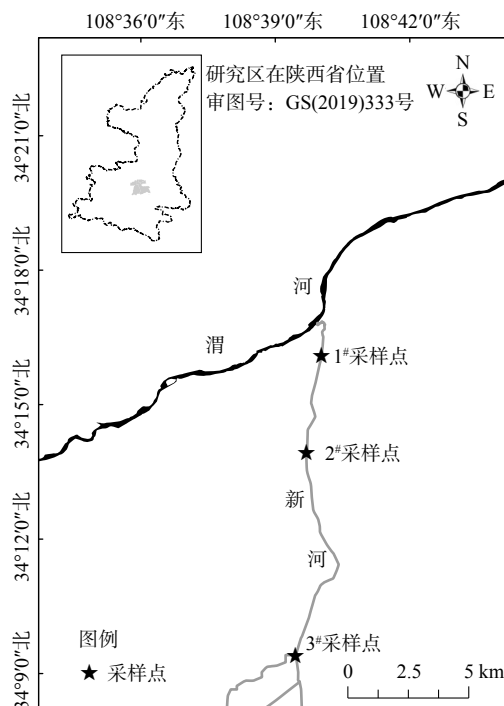 108°36′0″东
108°39′0″东
108°42′0″东
研究区在陕西省位置
审图号：GS(2019)333号
N
W
E
S
34°21′0″北
34°18′0″北
河
渭
1#采样点
34°15′0″北
2#采样点
新
34°12′0″北
河
3#采样点
图例
采样点
34°9′0″北
0
2.5
5 km